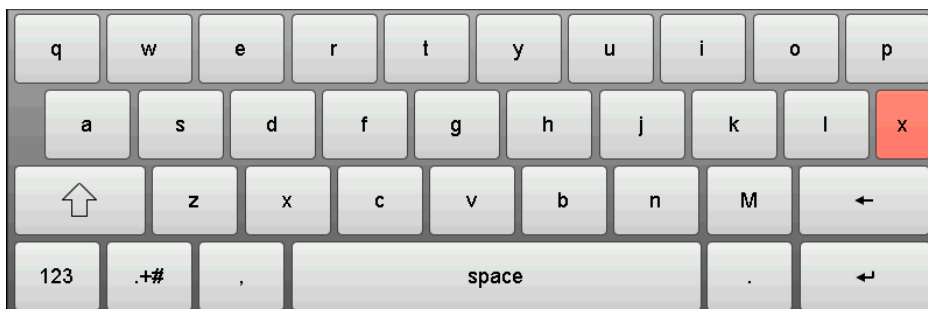 q w e r t y u i o p
a s d f g h j k l x
z x c v b n M ←
123 .+# , space . ↵